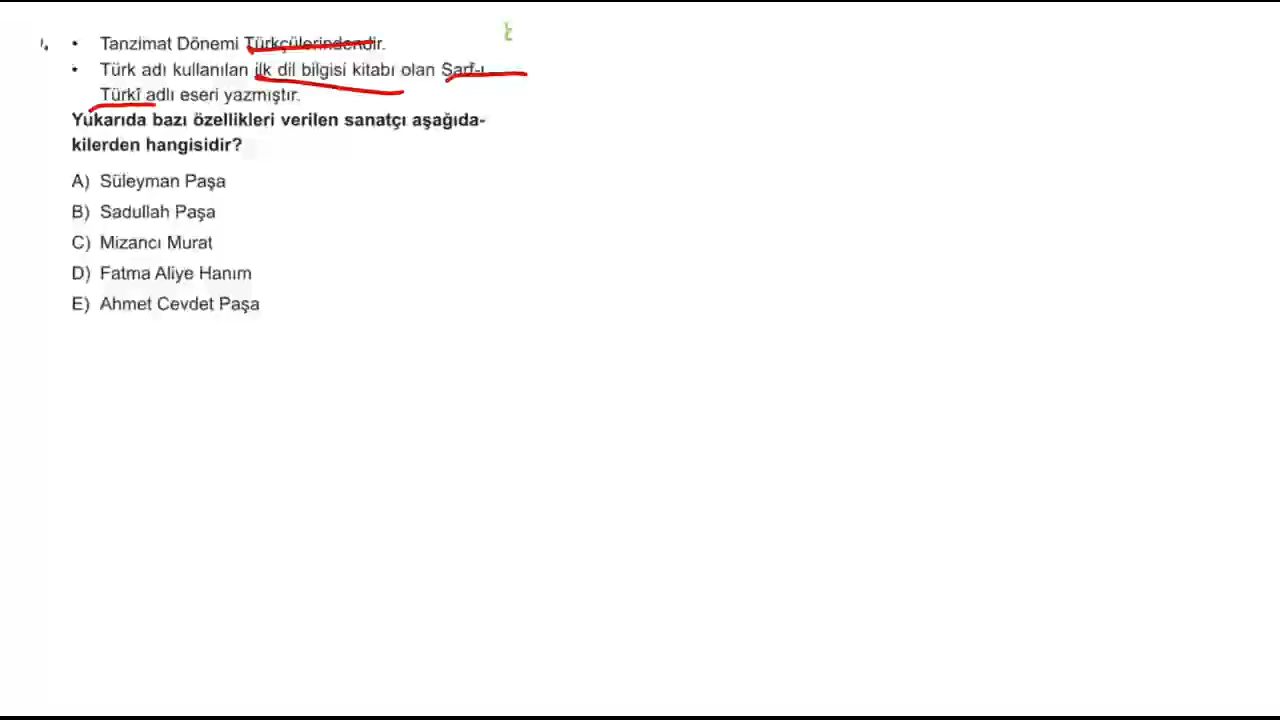 • Tanzimat Dönemi Türkçülerindendir.
• Türk adı kullanılan ilk dil bilgisi kitabı olan Sarf-ı
Türkî adlı eseri yazmıştır.
Yukarıda bazı özellikleri verilen sanatçı aşağıda-
kilerden hangisidir?
A) Süleyman Paşa
B) Sadullah Paşa
C) Mizancı Murat
D) Fatma Aliye Hanım
E) Ahmet Cevdet Paşa